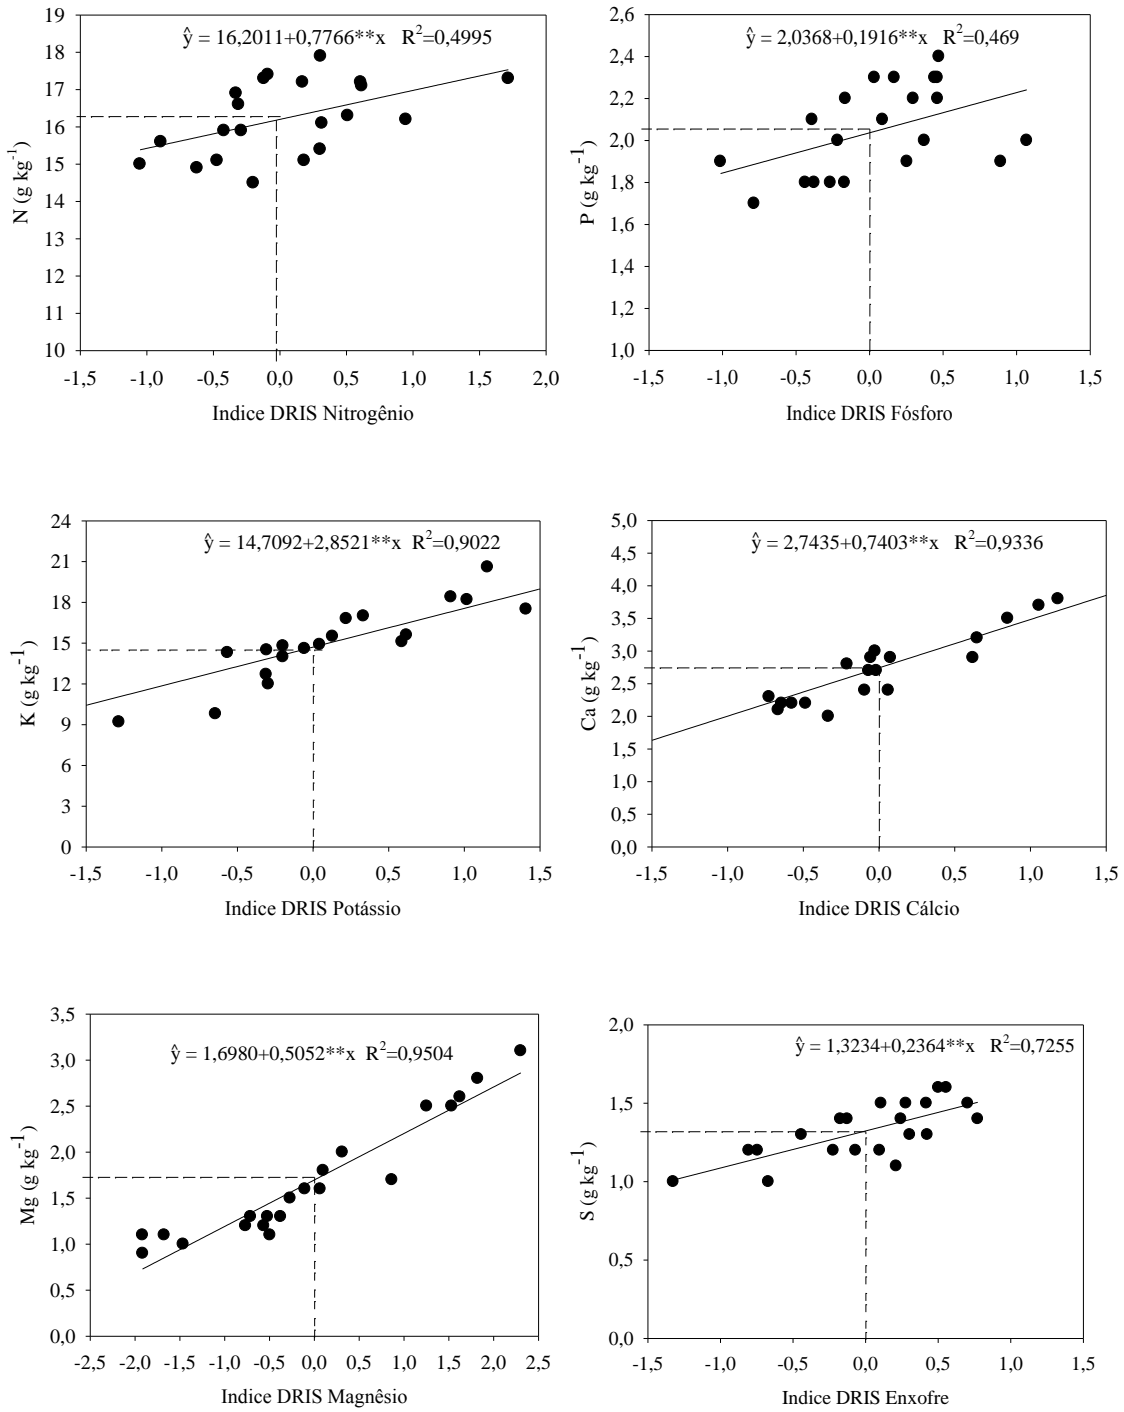 ŷ = 16,2011+0,7766**x R²=0,4995
N (g kg⁻¹)
19
18
17
16
15
14
13
12
11
10
-1,5 -1,0 -0,5 0,0 0,5 1,0 1,5 2,0
Indice DRIS Nitrogênio
ŷ = 2,0368+0,1916**x R²=0,469
P (g kg⁻¹)
2,6
2,4
2,2
2,0
1,8
1,6
1,4
1,2
1,0
-1,5 -1,0 -0,5 0,0 0,5 1,0 1,5
Indice DRIS Fósforo
ŷ = 14,7092+2,8521**x R²=0,9022
K (g kg⁻¹)
24
21
18
15
12
9
6
3
0
-1,5 -1,0 -0,5 0,0 0,5 1,0 1,5
Indice DRIS Potássio
ŷ = 2,7435+0,7403**x R²=0,9336
Ca (g kg⁻¹)
5,0
4,5
4,0
3,5
3,0
2,5
2,0
1,5
1,0
0,5
0,0
-1,5 -1,0 -0,5 0,0 0,5 1,0 1,5
Indice DRIS Cálcio
ŷ = 1,6980+0,5052**x R²=0,9504
Mg (g kg⁻¹)
3,5
3,0
2,5
2,0
1,5
1,0
0,5
0,0
-2,5 -2,0 -1,5 -1,0 -0,5 0,0 0,5 1,0 1,5 2,0 2,5
Indice DRIS Magnêsio
ŷ = 1,3234+0,2364**x R²=0,7255
S (g kg⁻¹)
2,0
1,5
1,0
0,5
0,0
-1,5 -1,0 -0,5 0,0 0,5 1,0 1,5
Indice DRIS Enxofre